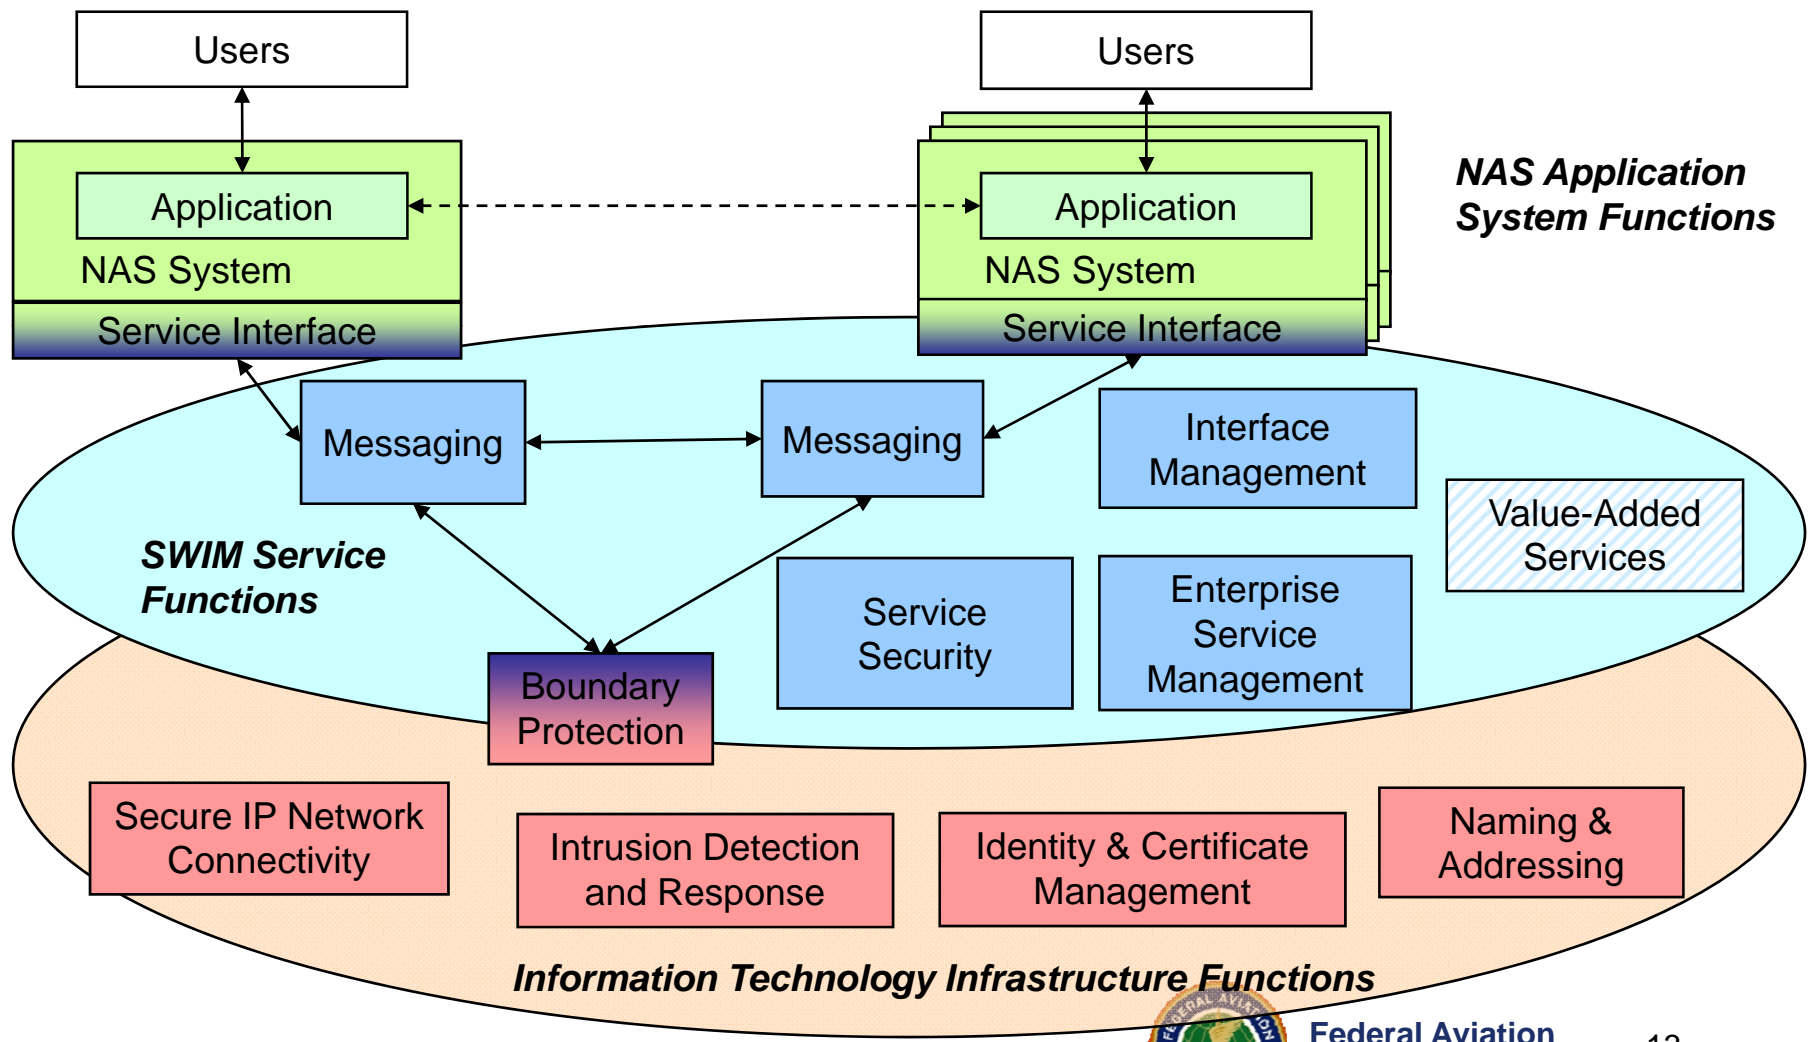 Users
Users
Application
Application
NAS Application
System Functions
NAS System
NAS System
Service Interface
Service Interface
Messaging
Messaging
Interface
Management
Value-Added
Services
SWIM Service
Functions
Service
Security
Enterprise
Service
Management
Boundary
Protection
Secure IP Network
Connectivity
Intrusion Detection
and Response
Identity & Certificate
Management
Naming &
Addressing
Information Technology Infrastructure Functions
FEDERAL AVIATION
Federal Aviation